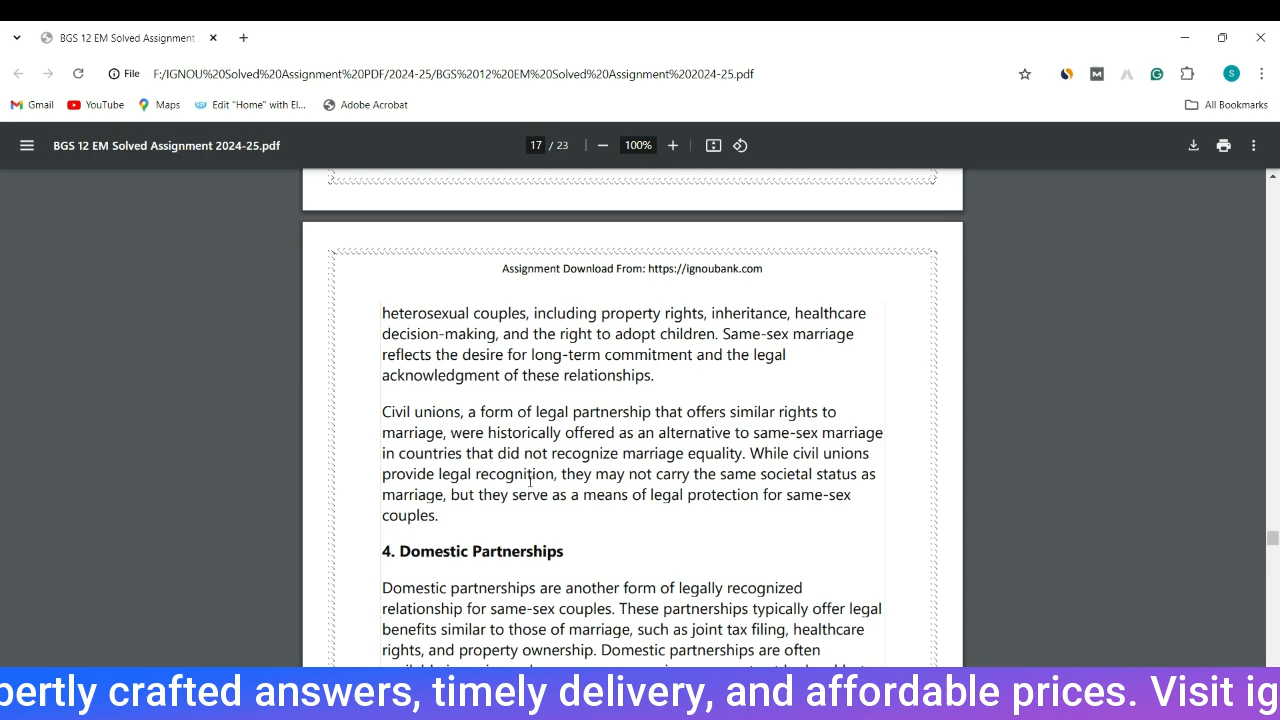 BGS 12 EM Solved Assignment
File F:/IGNOU%20Solved%20Assignment%20PDF/2024-25/BGS%2012%20EM%20Solved%20Assignment%202024-25.pdf
S
Gmail YouTube Maps Edit "Home" with El... Adobe Acrobat All Bookmarks
BGS 12 EM Solved Assignment 2024-25.pdf 17 / 23 100%
Assignment Download From: https://ignoubank.com
heterosexual couples, including property rights, inheritance, healthcare
decision-making, and the right to adopt children. Same-sex marriage
reflects the desire for long-term commitment and the legal
acknowledgment of these relationships.
Civil unions, a form of legal partnership that offers similar rights to
marriage, were historically offered as an alternative to same-sex marriage
in countries that did not recognize marriage equality. While civil unions
provide legal recognition, they may not carry the same societal status as
marriage, but they serve as a means of legal protection for same-sex
couples.
4. Domestic Partnerships
Domestic partnerships are another form of legally recognized
relationship for same-sex couples. These partnerships typically offer legal
benefits similar to those of marriage, such as joint tax filing, healthcare
rights, and property ownership. Domestic partnerships are often
pertly crafted answers, timely delivery, and affordable prices. Visit ig